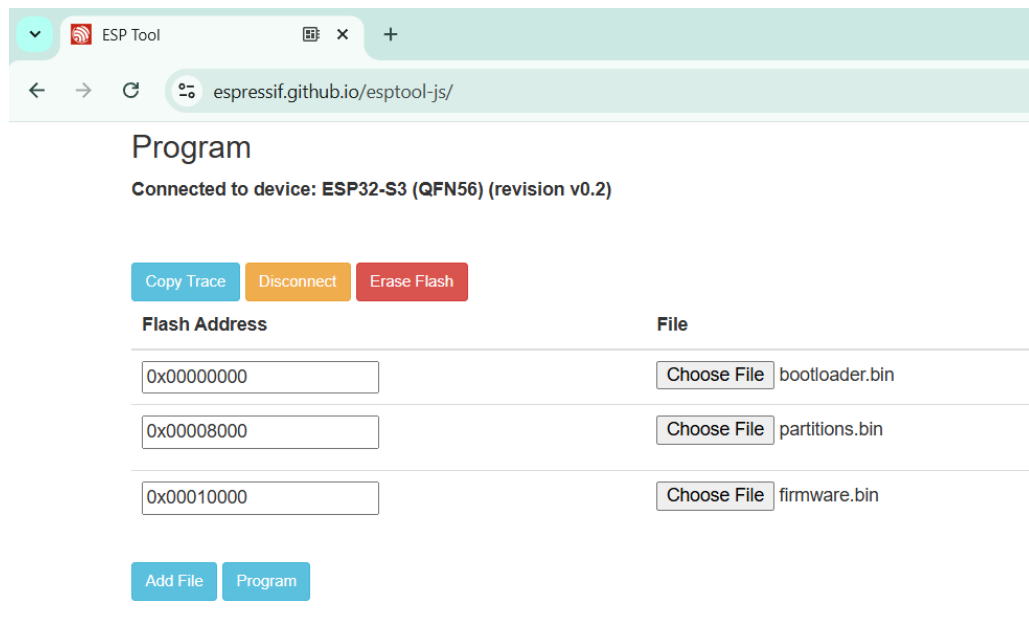 ESP Tool
espressif.github.io/esptool-js/
Program
Connected to device: ESP32-S3 (QFN56) (revision v0.2)
Copy Trace Disconnect Erase Flash
Flash Address File
0x00000000 Choose File bootloader.bin
0x00008000 Choose File partitions.bin
0x00010000 Choose File firmware.bin
Add File Program